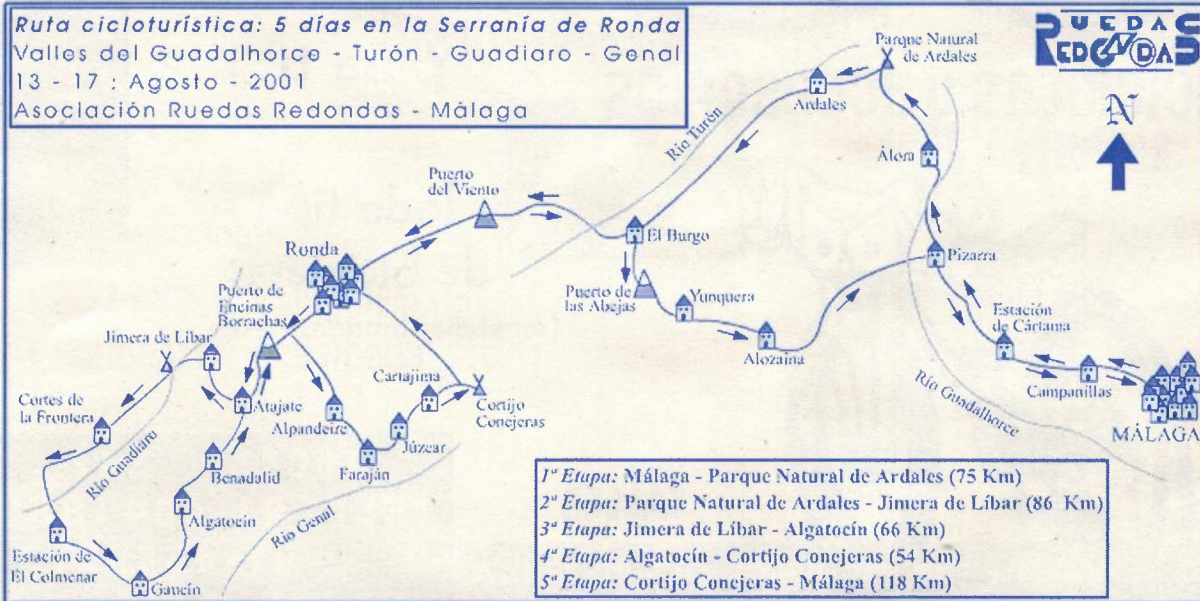 Ruta cicloturística: 5 días en la Serranía de Ronda
Valles del Guadalhorce - Turón - Guadiaro - Genal
13 - 17 : Agosto - 2001
Asociación Ruedas Redondas - Málaga
RUEDAS
REDONDAS
N
Parque Natural
de Ardales
Ardales
Río Turón
Álora
Puerto
del Viento
El Burgo
Pizarra
Ronda
Puerto de
Encinas
Borrachas
Puerto de
las Abejas
Yunquera
Estación
de Cártama
Jimera de Líbar
Alozaina
Campanillas
Cartajima
Río Guadalhorce
Cortes de
la Frontera
Atajate
Cortijo
Conejeras
MÁLAGA
Alpandeire
Júzcar
Río Guadiaro
Benadalid
Faraján
Algatocín
Río Genal
Estación de
El Colmenar
Gaucín
1ª Etapa: Málaga - Parque Natural de Ardales (75 Km)
2ª Etapa: Parque Natural de Ardales - Jimera de Líbar (86 Km)
3ª Etapa: Jimera de Líbar - Algatocín (66 Km)
4ª Etapa: Algatocín - Cortijo Conejeras (54 Km)
5ª Etapa: Cortijo Conejeras - Málaga (118 Km)